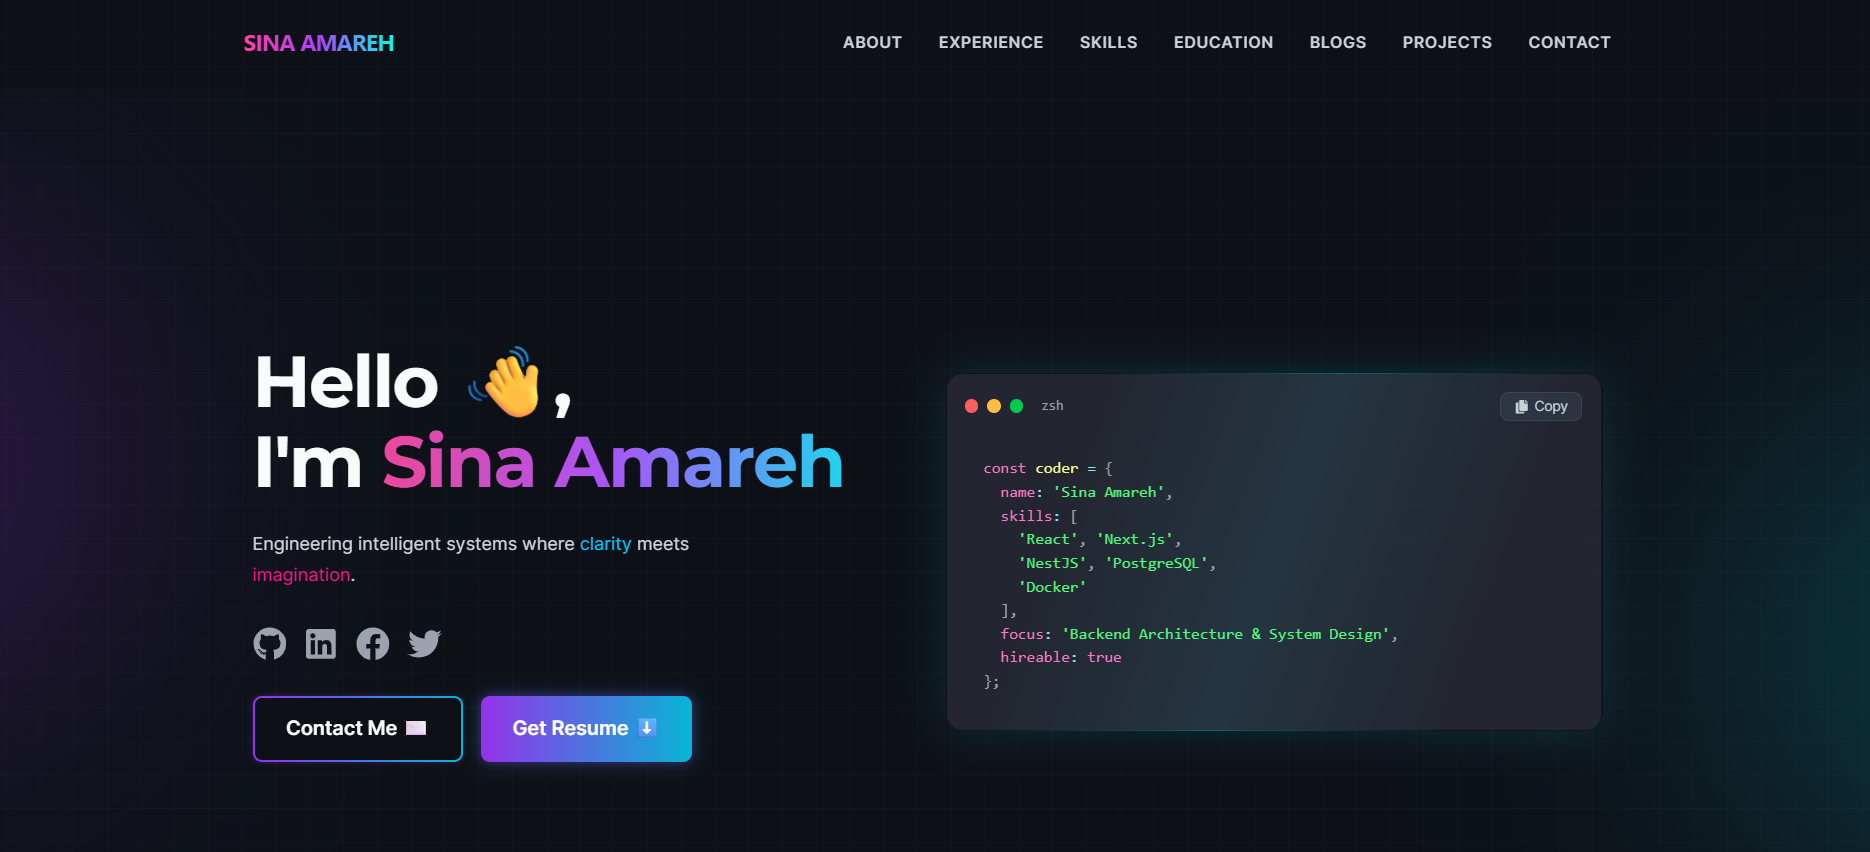 SINA AMAREH
ABOUT EXPERIENCE SKILLS EDUCATION BLOGS PROJECTS CONTACT
Hello 👋,
I'm Sina Amareh
Engineering intelligent systems where clarity meets
imagination.
Contact Me ✉️
Get Resume ⬇️
zsh
Copy
const coder = {
  name: 'Sina Amareh',
  skills: [
    'React', 'Next.js',
    'NestJS', 'PostgreSQL',
    'Docker'
  ],
  focus: 'Backend Architecture & System Design',
  hireable: true
};